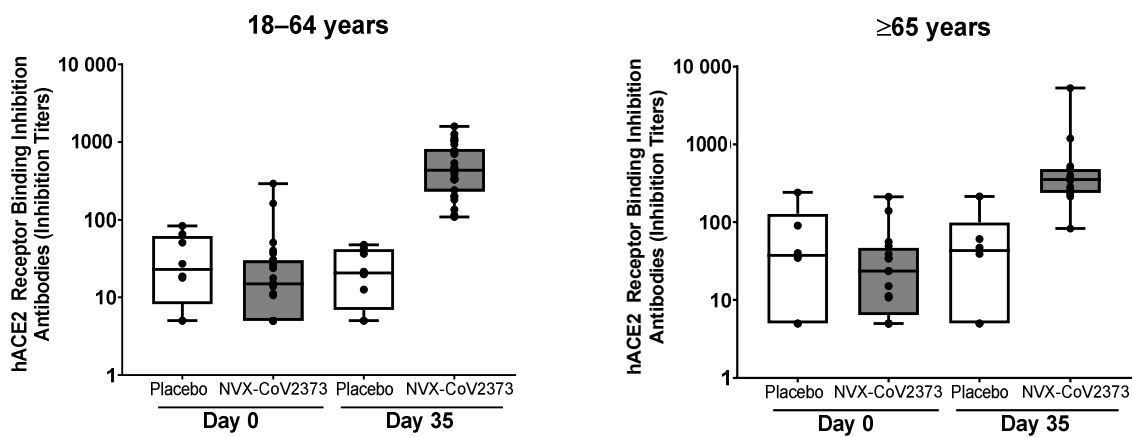 18–64 years
hACE2 Receptor Binding Inhibition
Antibodies (Inhibition Titers)
10 000
1000
100
10
1
Placebo NVX-CoV2373 Placebo NVX-CoV2373
Day 0 Day 35
≥65 years
hACE2 Receptor Binding Inhibition
Antibodies (Inhibition Titers)
10 000
1000
100
10
1
Placebo NVX-CoV2373 Placebo NVX-CoV2373
Day 0 Day 35